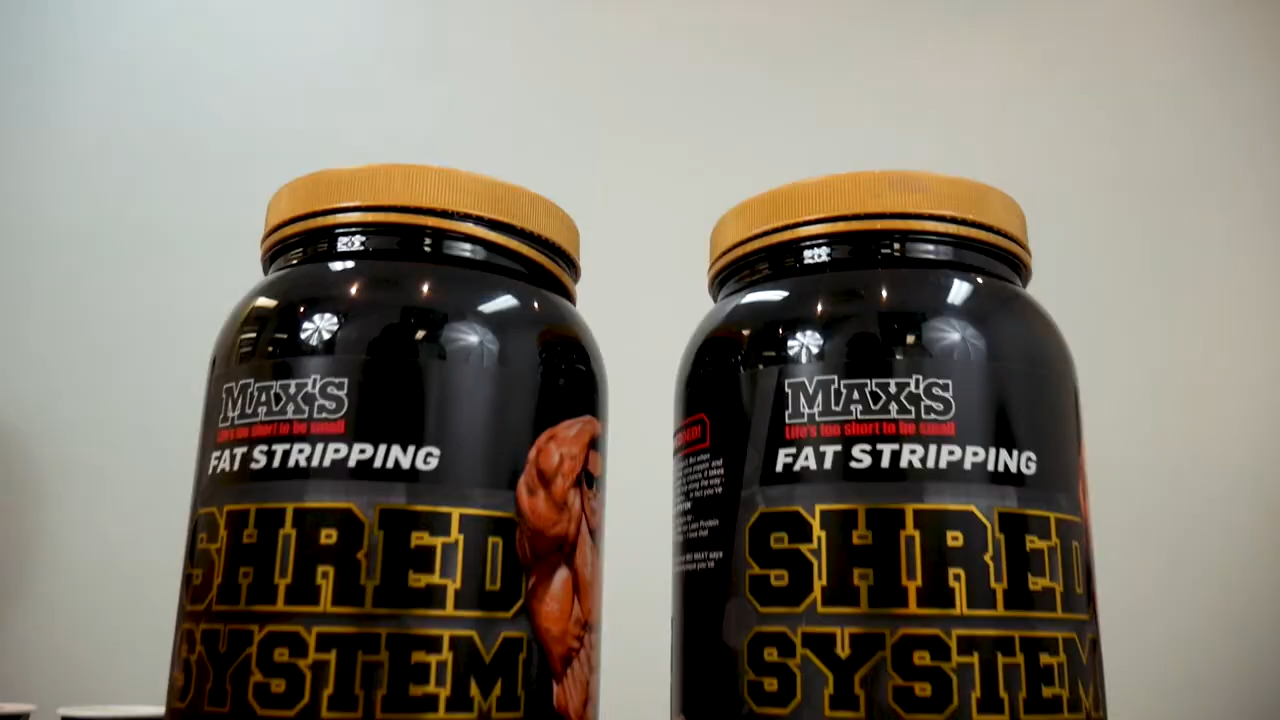 MAX'S
Life's too short to be small
FAT STRIPPING
SHRED
SYSTEM
MAX'S
Life's too short to be small
FAT STRIPPING
SHRED
SYSTEM